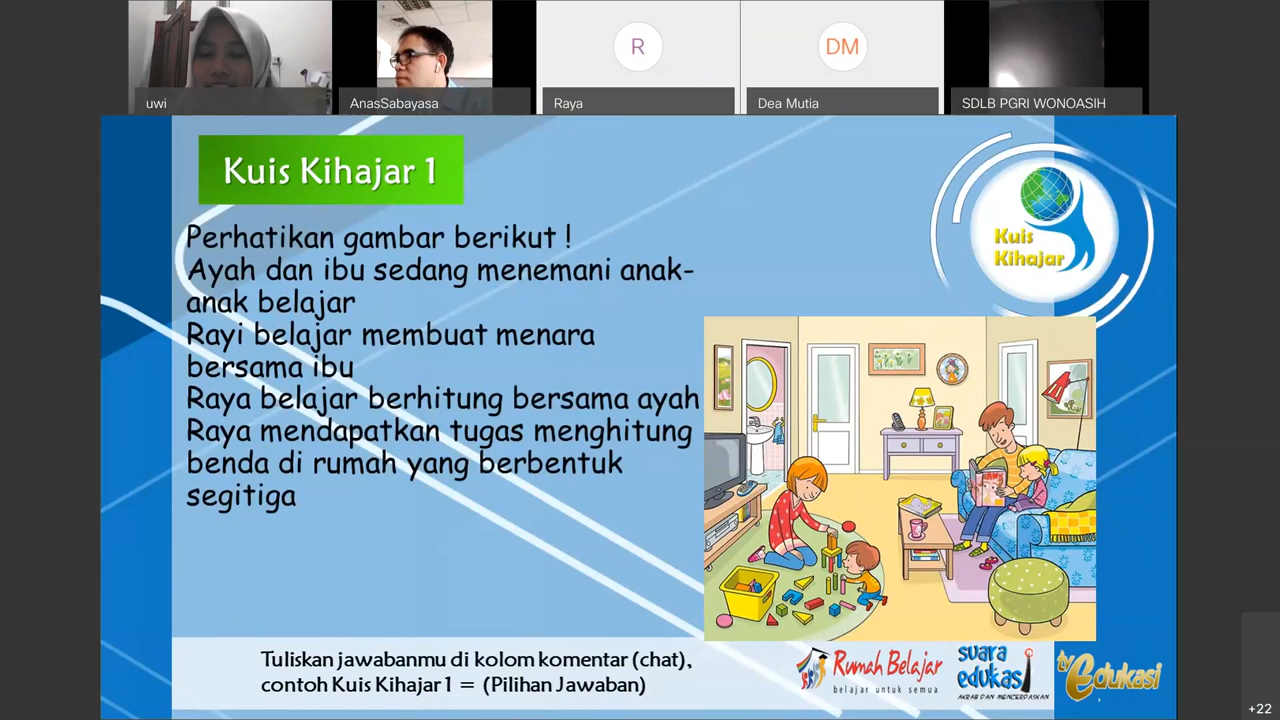 R
DM
uwi
AnasSabayasa
Raya
Dea Mutia
SDLB PGRI WONOASIH
Kuis Kihajar 1
Kuis
Kihajar
Perhatikan gambar berikut !
Ayah dan ibu sedang menemani anak-
anak belajar
Rayi belajar membuat menara
bersama ibu
Raya belajar berhitung bersama ayah
Raya mendapatkan tugas menghitung
benda di rumah yang berbentuk
segitiga
Tuliskan jawabanmu di kolom komentar (chat),
contoh Kuis Kihajar 1 = (Pilihan Jawaban)
Rumah Belajar
belajar untuk semua
suara
edukasi
AKRAB DAN MENCERDASKAN
tv Edukasi
+22